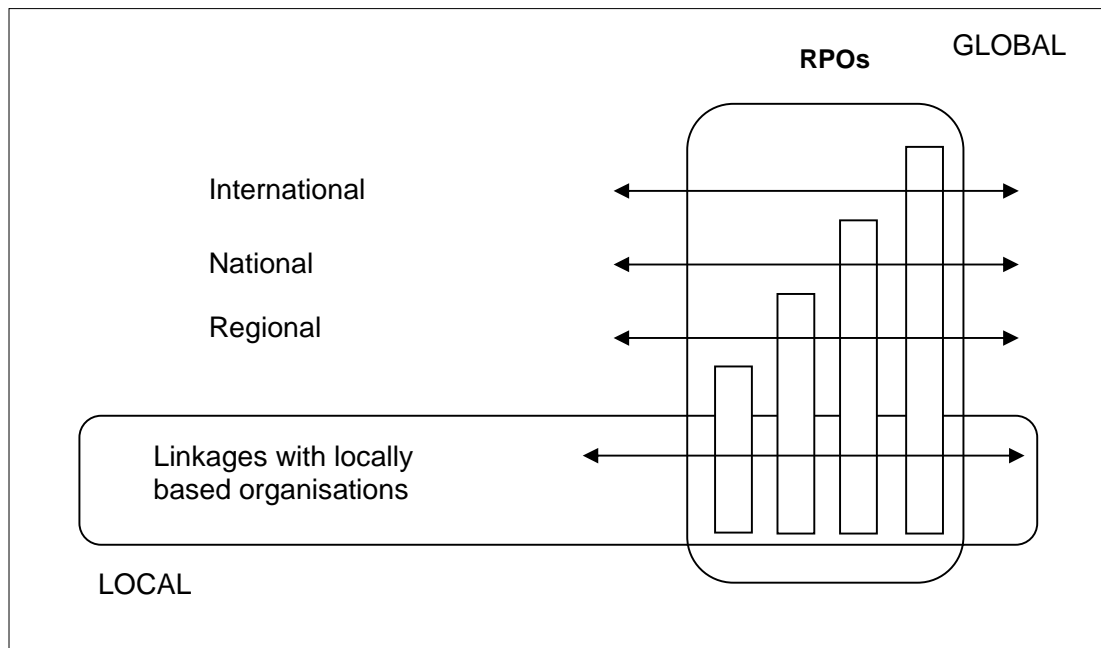 GLOBAL
RPOs
International
National
Regional
Linkages with locally
based organisations
LOCAL